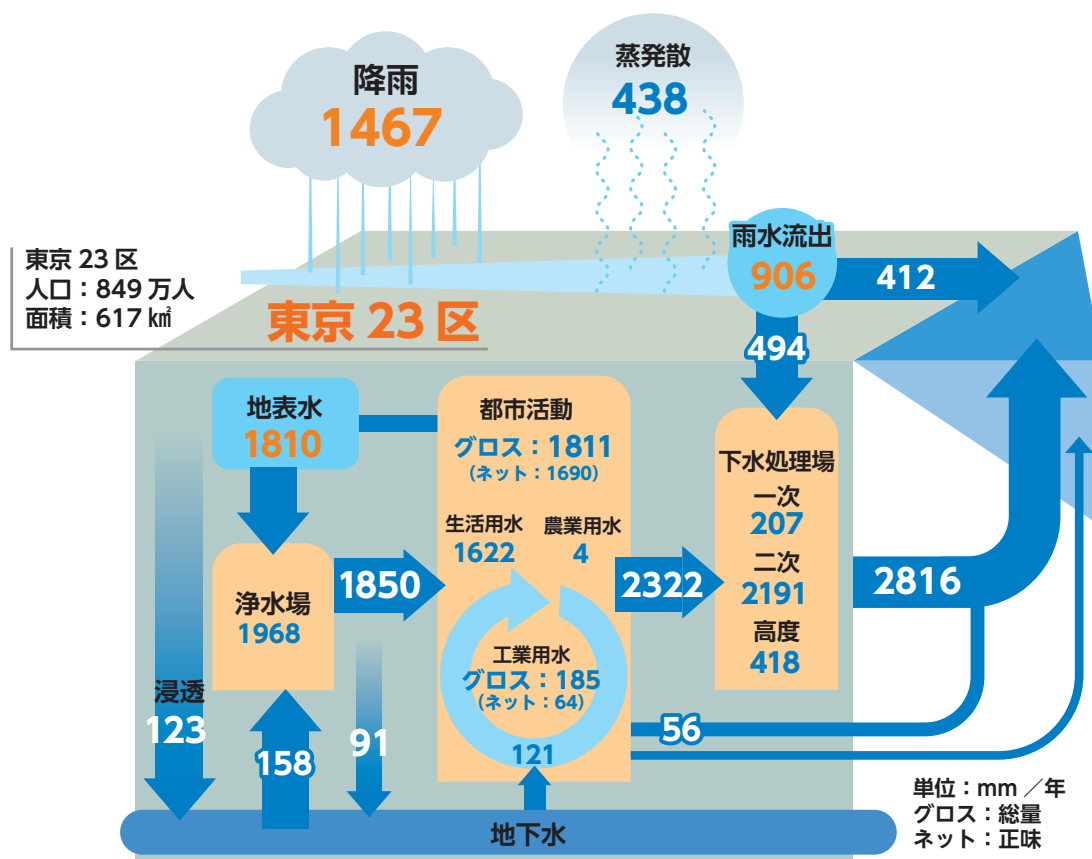 降雨
1467
蒸発散
438
雨水流出
906
412
東京 23 区
人口：849 万人
面積：617 ㎢
東京 23 区
494
地表水
1810
都市活動
グロス：1811
（ネット：1690）
生活用水
1622
農業用水
4
下水処理場
一次
207
二次
2191
高度
418
浄水場
1968
1850
2322
2816
工業用水
グロス：185
（ネット：64）
121
浸透
123
158
91
56
地下水
単位：mm ／年
グロス：総量
ネット：正味